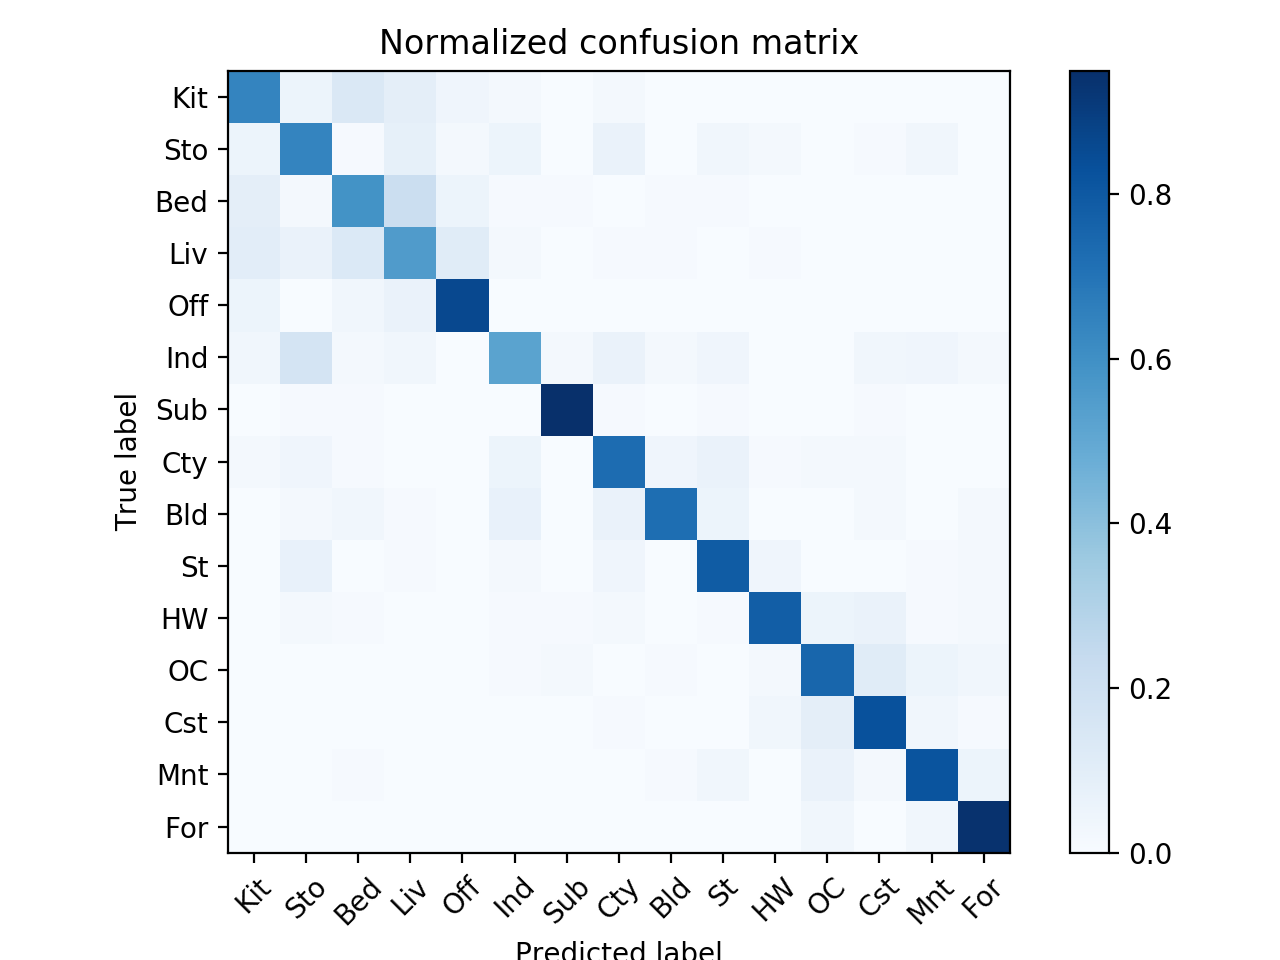 Normalized confusion matrix
Kit
Sto
Bed
Liv
Off
Ind
Sub
Cty
Bld
St
HW
OC
Cst
Mnt
For
True label
Kit Sto Bed Liv Off Ind Sub Cty Bld St HW OC Cst Mnt For
Predicted label
0.8
0.6
0.4
0.2
0.0